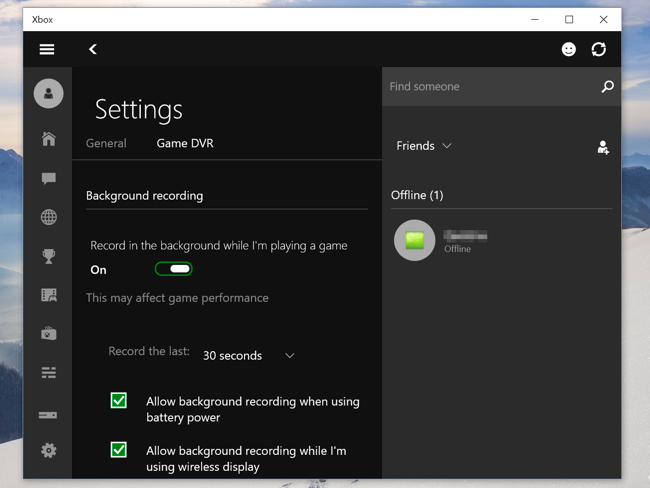 Xbox
Settings
General
Game DVR
Background recording
Record in the background while I'm playing a game
On
This may affect game performance
Record the last:
30 seconds
Allow background recording when using
battery power
Allow background recording while I'm
using wireless display
Find someone
Friends
Offline (1)
Offline